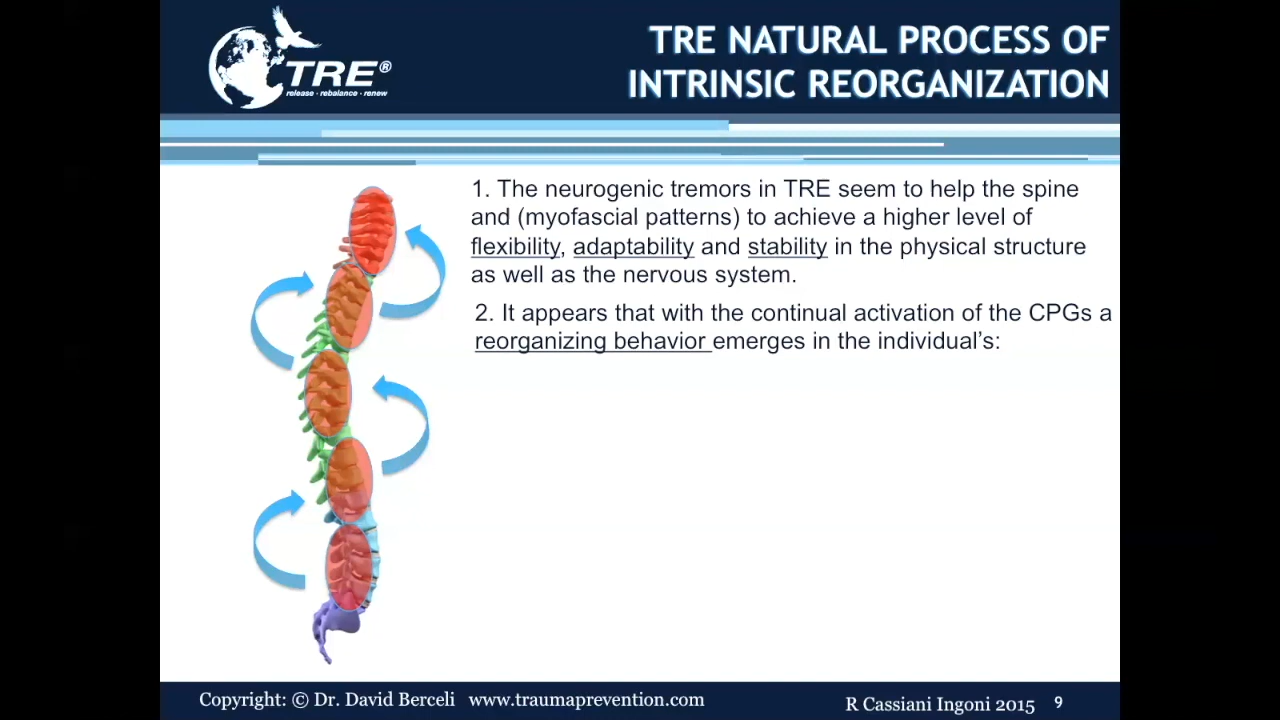 TRE®
release · rebalance · renew
TRE NATURAL PROCESS OF
INTRINSIC REORGANIZATION
1. The neurogenic tremors in TRE seem to help the spine
and (myofascial patterns) to achieve a higher level of
flexibility, adaptability and stability in the physical structure
as well as the nervous system.
2. It appears that with the continual activation of the CPGs a
reorganizing behavior emerges in the individual's:
Copyright: © Dr. David Berceli www.traumaprevention.com
R Cassiani Ingoni 2015 9